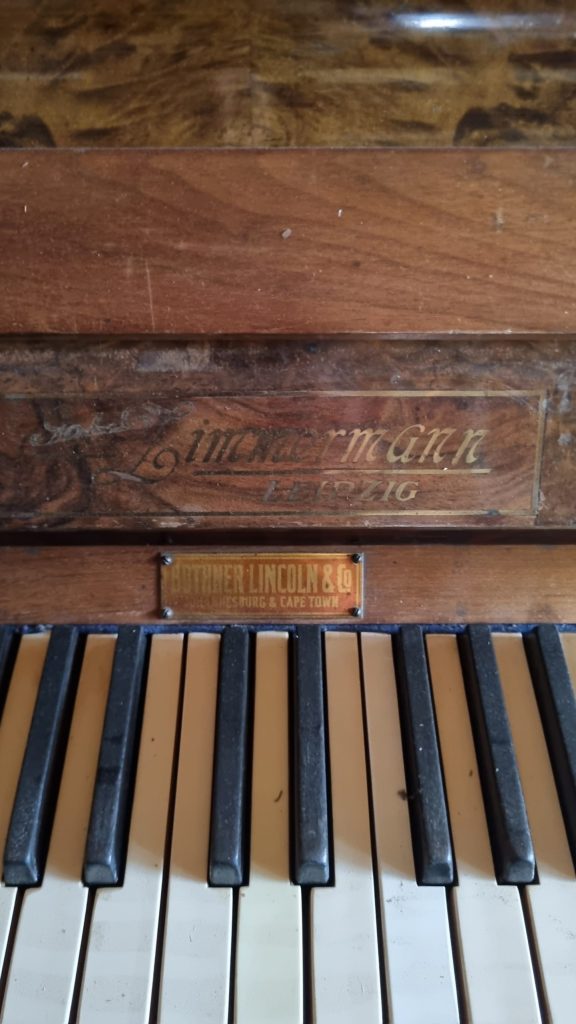 Zimmermann
LEIPZIG
BOTHNER LINCOLN & Co
& CAPE TOWN